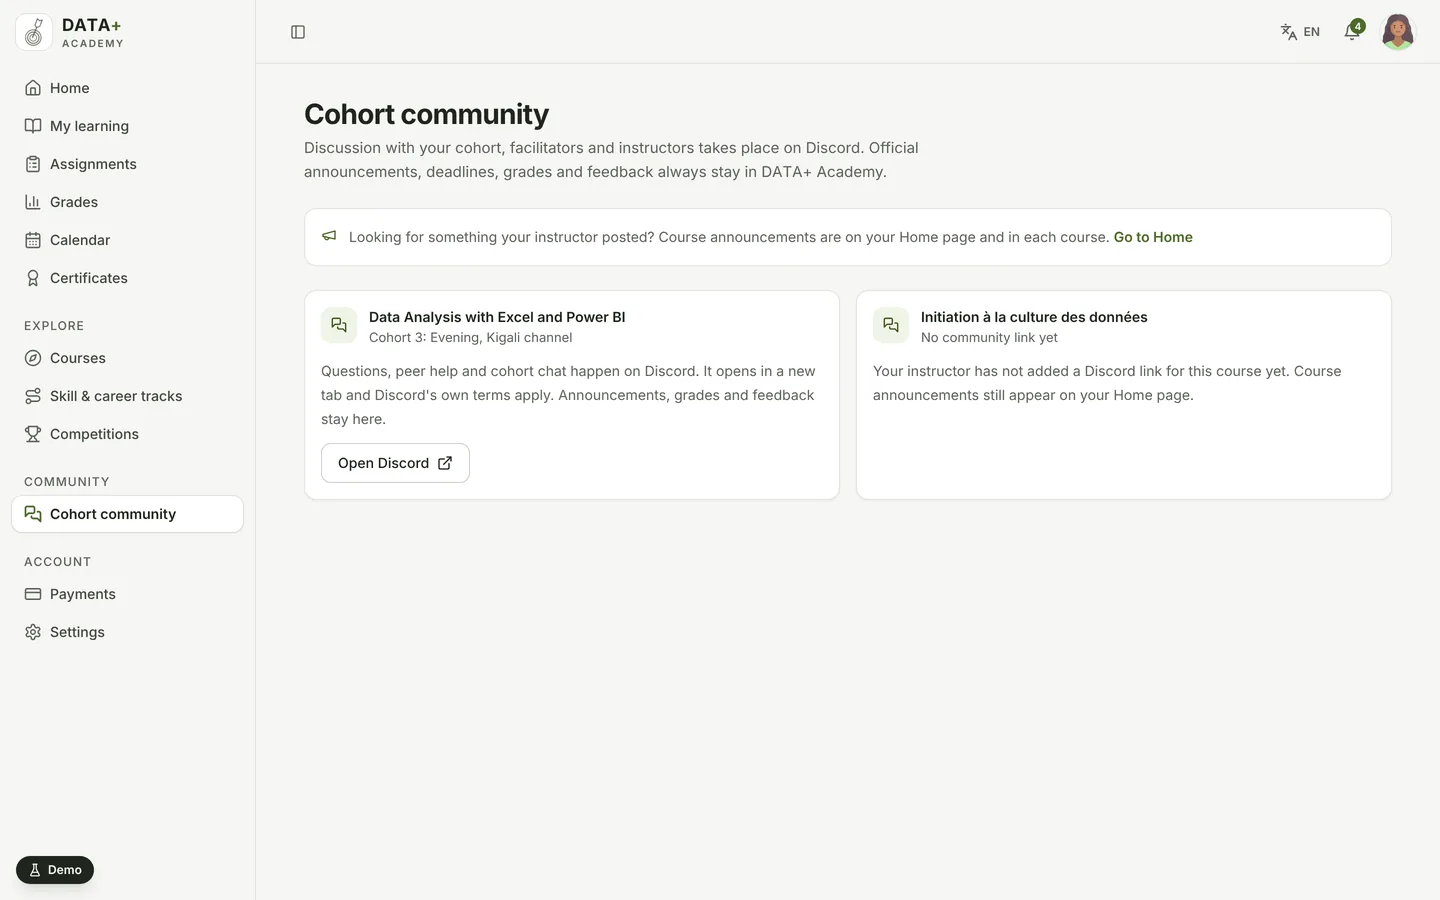 DATA+
ACADEMY
Home
My learning
Assignments
Grades
Calendar
Certificates
EXPLORE
Courses
Skill & career tracks
Competitions
COMMUNITY
Cohort community
ACCOUNT
Payments
Settings
Demo
EN
4
Cohort community
Discussion with your cohort, facilitators and instructors takes place on Discord. Official
announcements, deadlines, grades and feedback always stay in DATA+ Academy.
Looking for something your instructor posted? Course announcements are on your Home page and in each course. Go to Home
Data Analysis with Excel and Power BI
Cohort 3: Evening, Kigali channel
Questions, peer help and cohort chat happen on Discord. It opens in a new
tab and Discord's own terms apply. Announcements, grades and feedback
stay here.
Open Discord
Initiation à la culture des données
No community link yet
Your instructor has not added a Discord link for this course yet. Course
announcements still appear on your Home page.